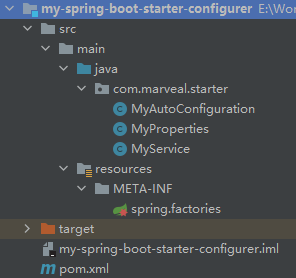 my-spring-boot-starter-configurer E:\Wor
src
main
java
com.marveal.starter
MyAutoConfiguration
MyProperties
MyService
resources
META-INF
spring.factories
target
my-spring-boot-starter-configurer.iml
pom.xml